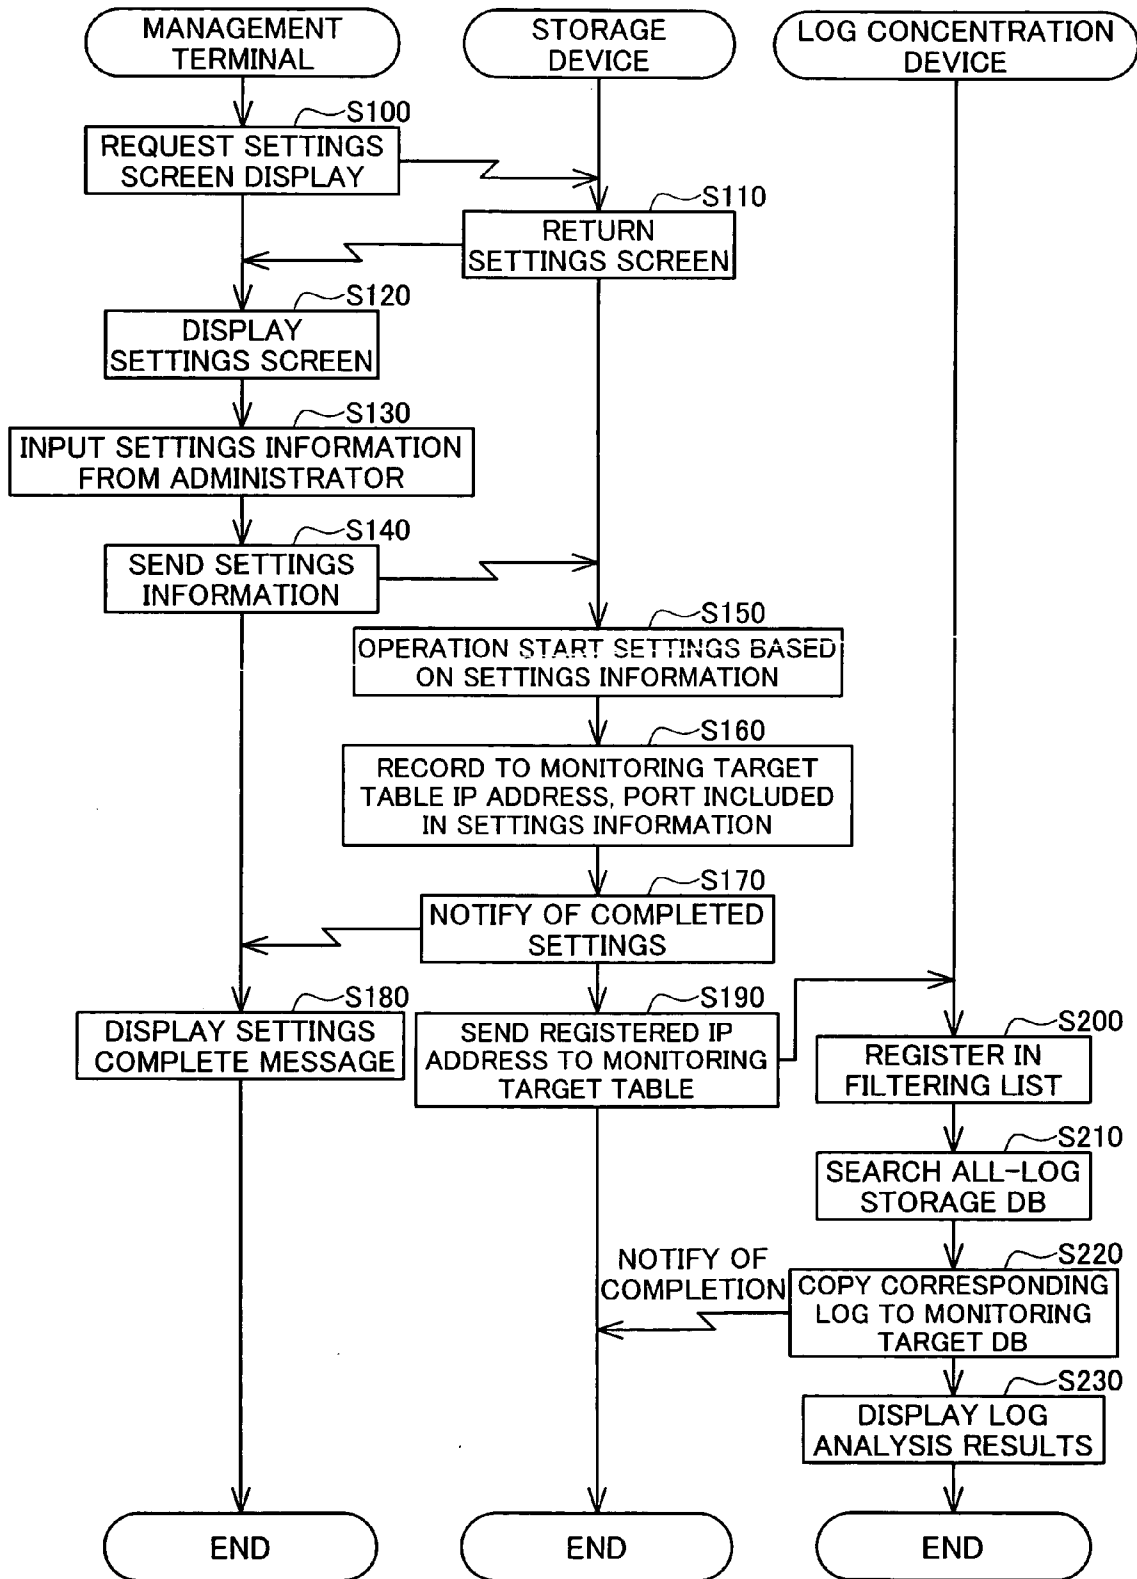 MANAGEMENT
TERMINAL
STORAGE
DEVICE
LOG CONCENTRATION
DEVICE
S100
REQUEST SETTINGS
SCREEN DISPLAY
S110
RETURN
SETTINGS SCREEN
S120
DISPLAY
SETTINGS SCREEN
S130
INPUT SETTINGS INFORMATION
FROM ADMINISTRATOR
S140
SEND SETTINGS
INFORMATION
S150
OPERATION START SETTINGS BASED
ON SETTINGS INFORMATION
S160
RECORD TO MONITORING TARGET
TABLE IP ADDRESS, PORT INCLUDED
IN SETTINGS INFORMATION
S170
NOTIFY OF COMPLETED
SETTINGS
S180
DISPLAY SETTINGS
COMPLETE MESSAGE
S190
SEND REGISTERED IP
ADDRESS TO MONITORING
TARGET TABLE
S200
REGISTER IN
FILTERING LIST
S210
SEARCH ALL-LOG
STORAGE DB
NOTIFY OF
COMPLETION
S220
COPY CORRESPONDING
LOG TO MONITORING
TARGET DB
S230
DISPLAY LOG
ANALYSIS RESULTS
END
END
END